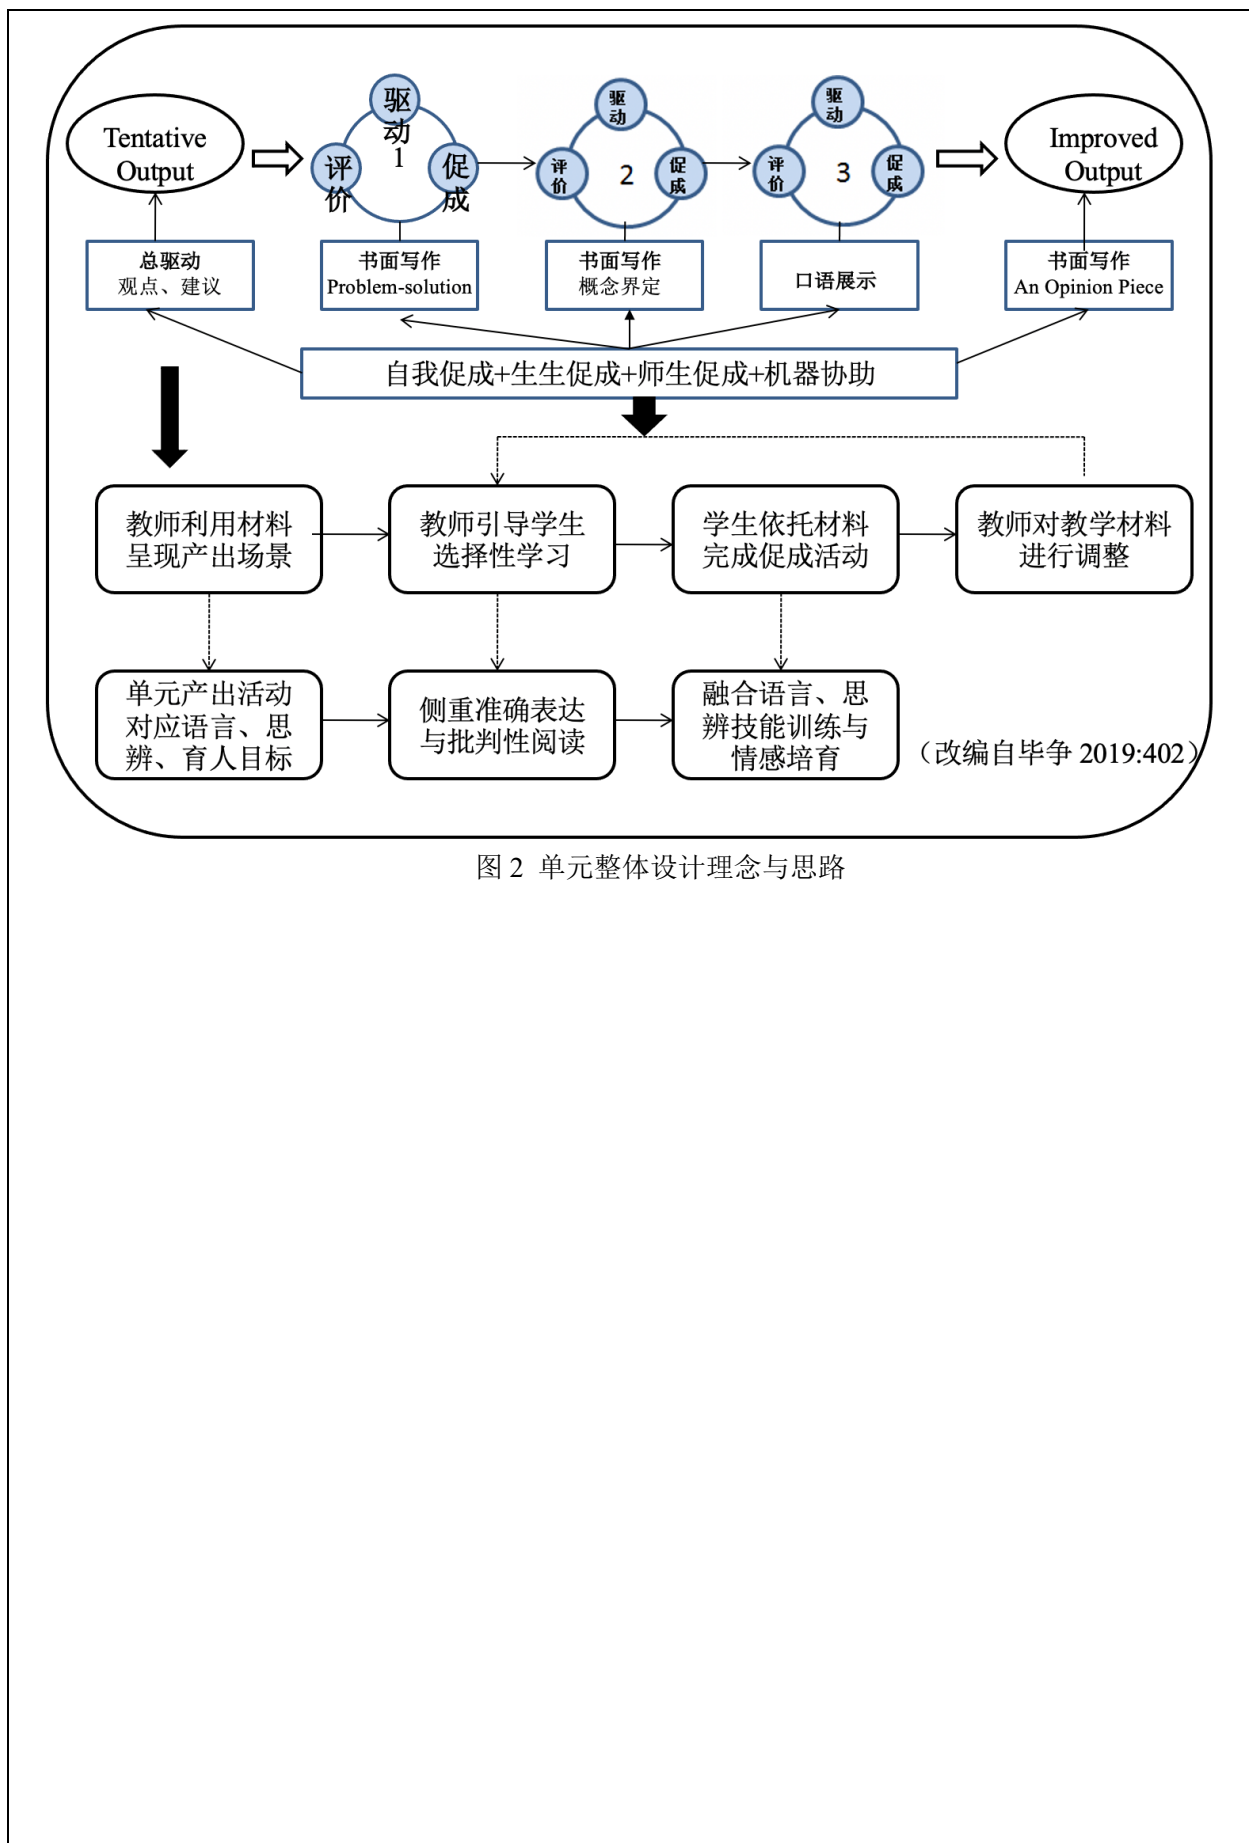 Tentative
Output
驱
动
1
评
价
促
成
驱
动
2
评
价
促
成
驱
动
3
评
价
促
成
Improved
Output
总驱动
观点、建议
书面写作
Problem-solution
书面写作
概念界定
口语展示
书面写作
An Opinion Piece
自我促成+生生促成+师生促成+机器协助
教师利用材料
呈现产出场景
教师引导学生
选择性学习
学生依托材料
完成促成活动
教师对教学材料
进行调整
单元产出活动
对应语言、思
辨、育人目标
侧重准确表达
与批判性阅读
融合语言、思
辨技能训练与
情感培育
（改编自毕争 2019:402）
图 2 单元整体设计理念与思路